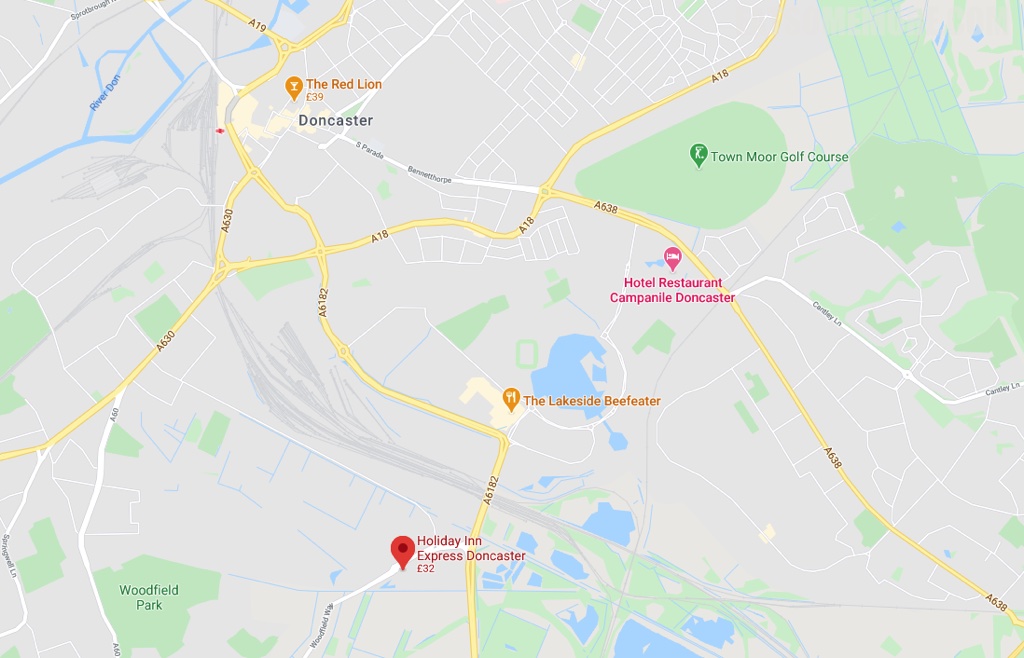 Sprotbrough R
A19
River Don
The Red Lion
£39
Doncaster
A18
S Parade
Bennetthorpe
Town Moor Golf Course
A630
A18
A18
A638
Hotel Restaurant
Campanile Doncaster
A6182
Cantley Ln
A630
The Lakeside Beefeater
Cantley Ln
A60
A638
A6182
Springwell Ln
Holiday Inn
Express Doncaster
£32
Woodfield
Park
Woodfield Way
A638
A60